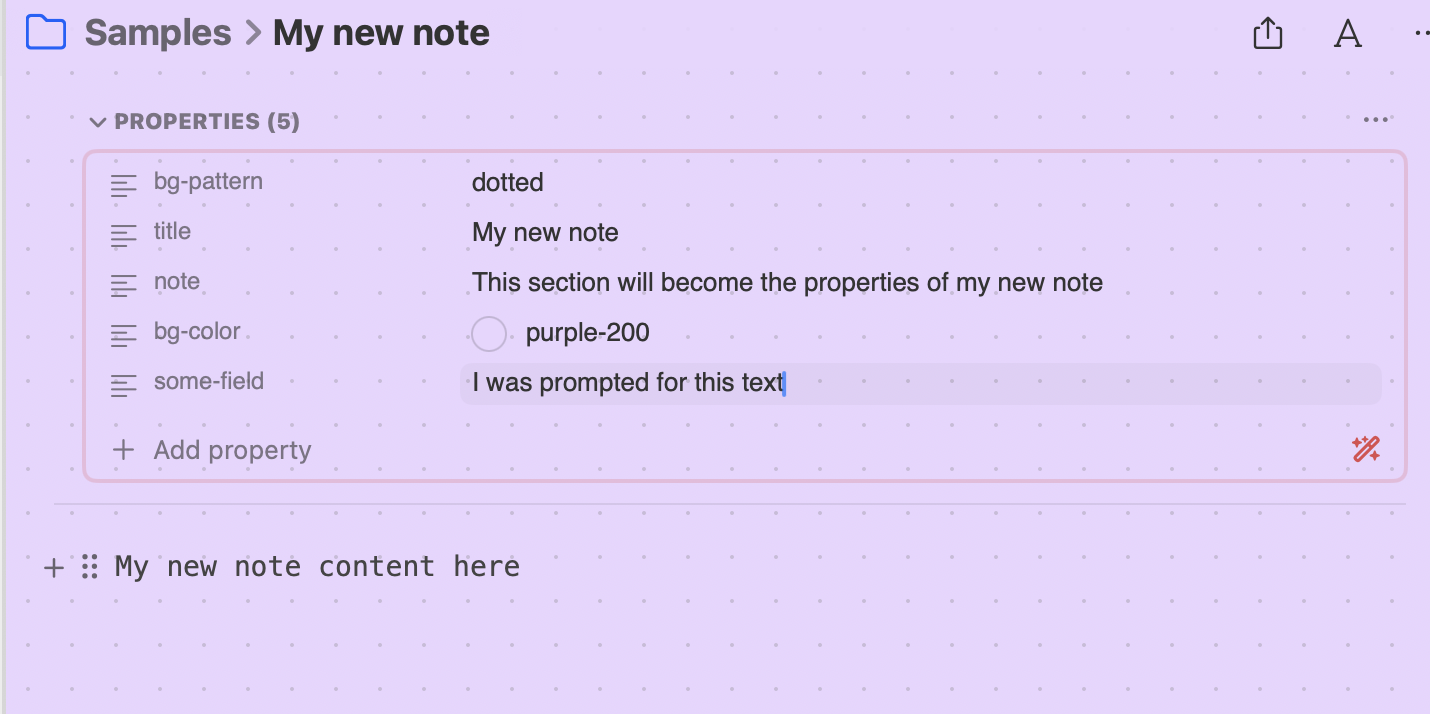 Samples > My new note
PROPERTIES (5)
bg-pattern dotted
title My new note
note This section will become the properties of my new note
bg-color purple-200
some-field I was prompted for this text
+ Add property
My new note content here